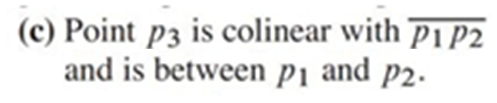 (c) Point p3 is colinear with p1p2
and is between p1 and p2.